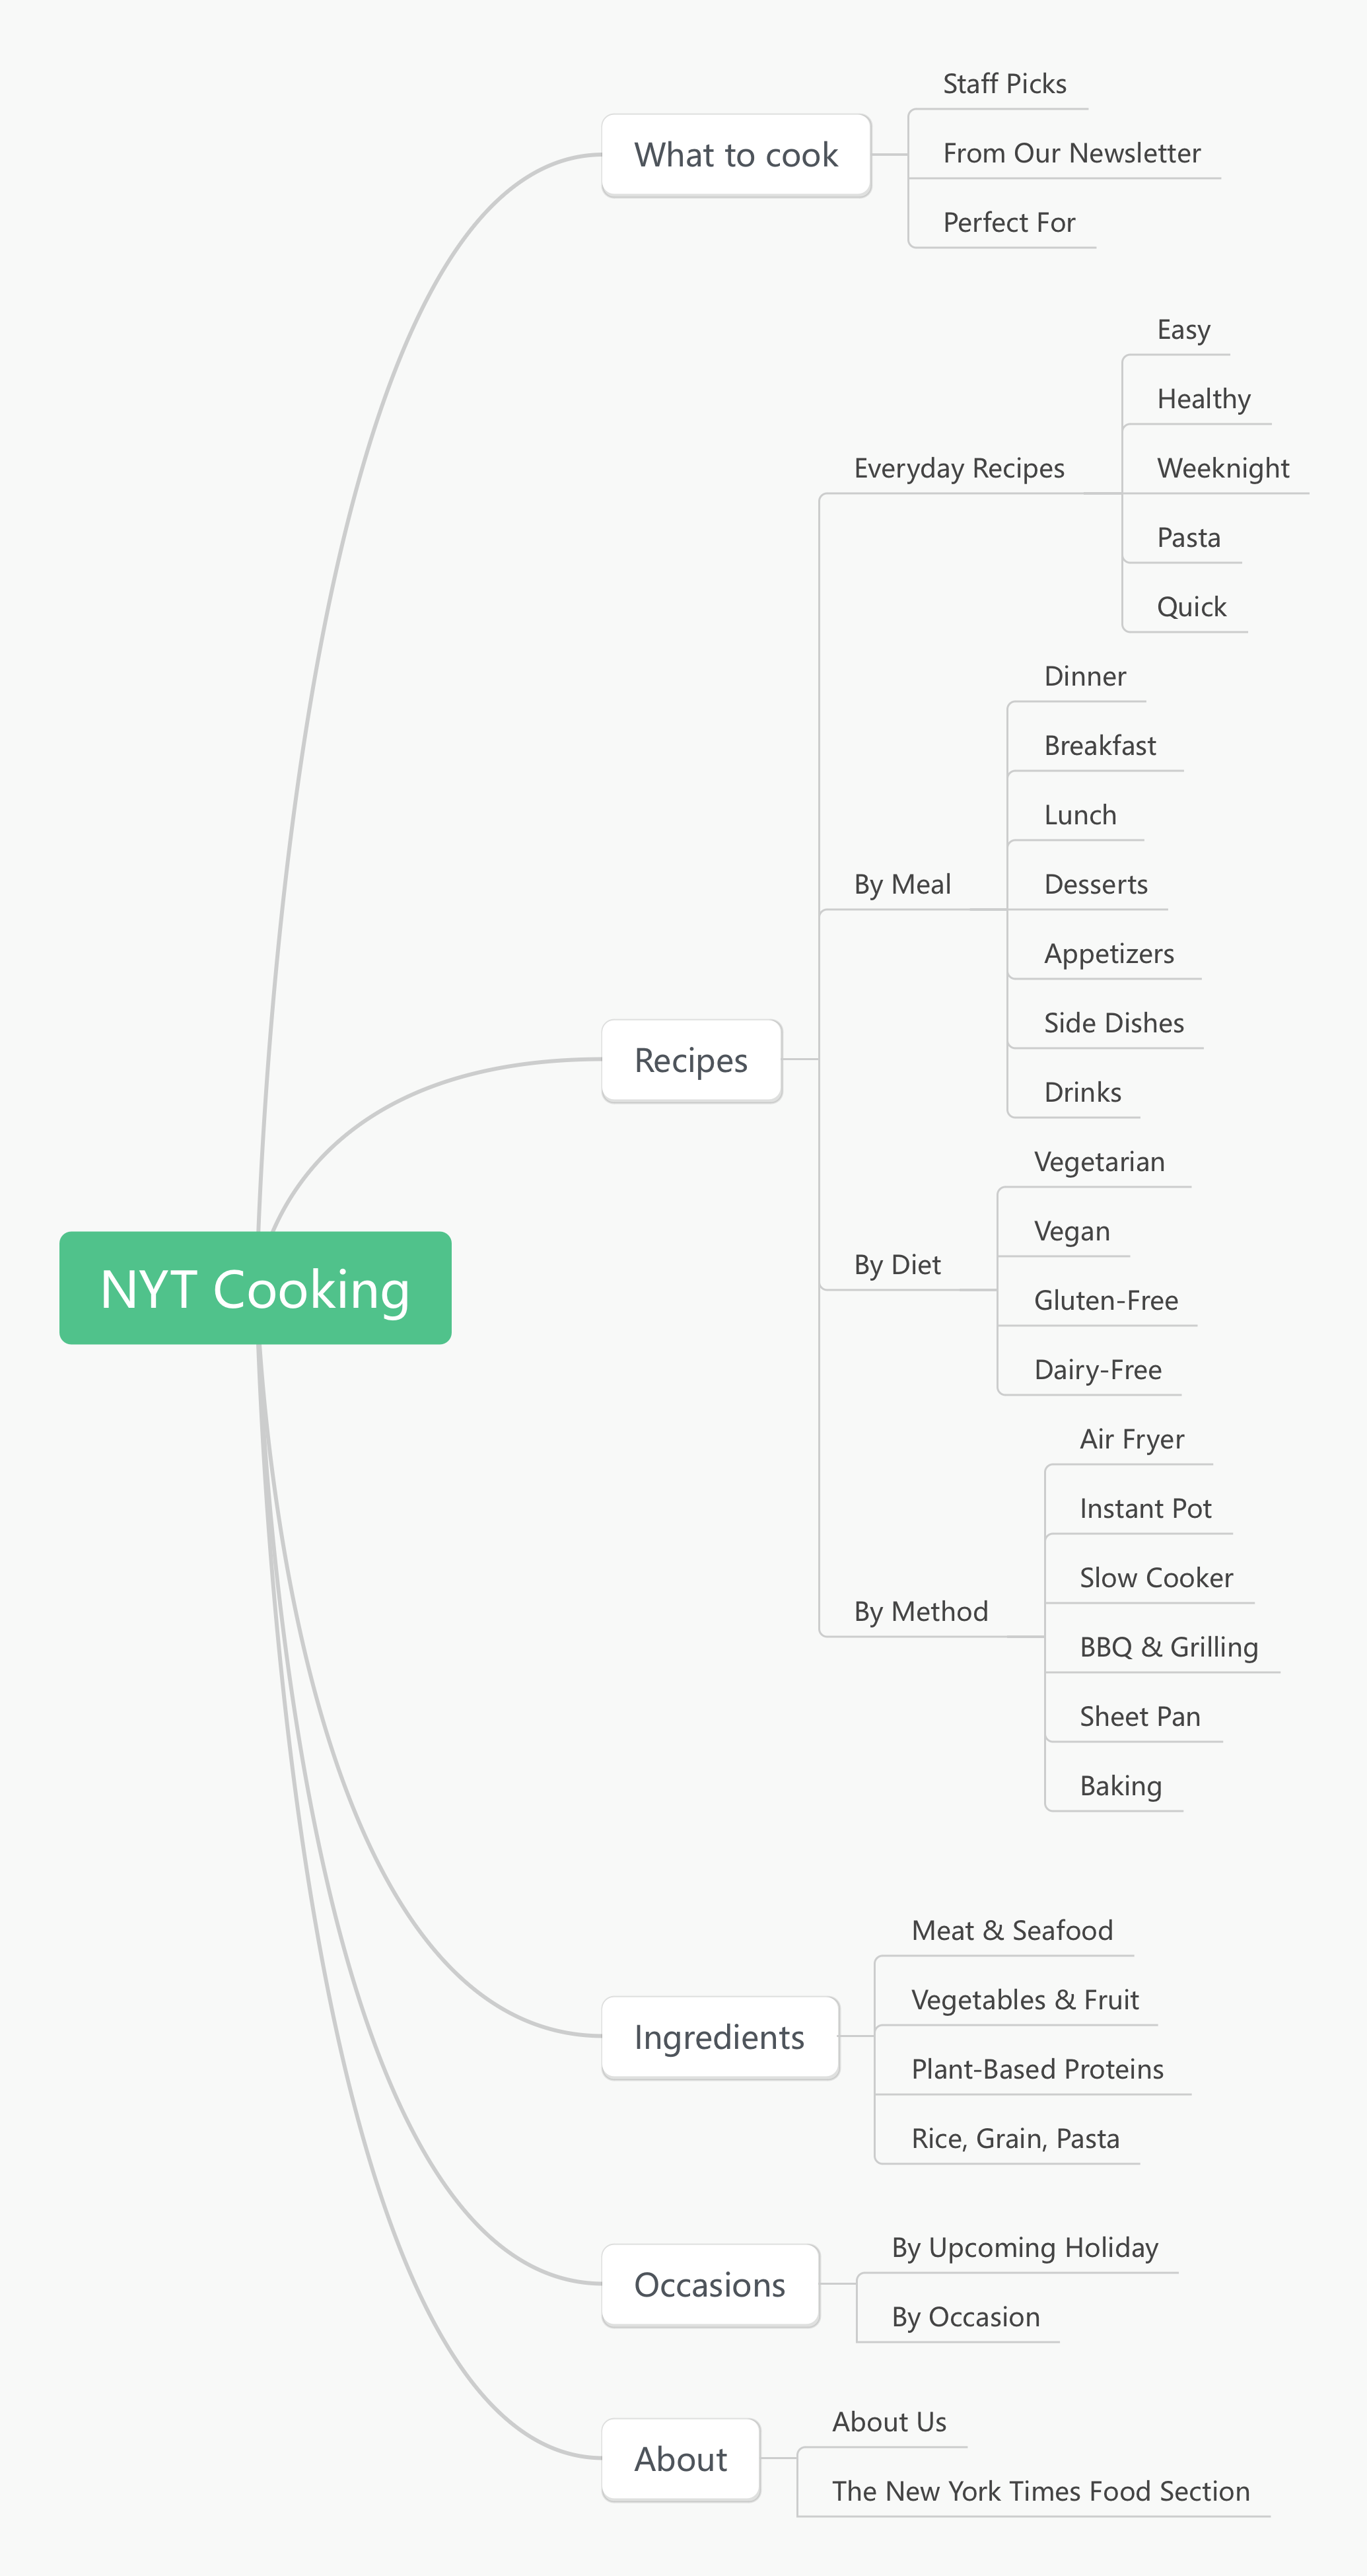 What to cook
Staff Picks
From Our Newsletter
Perfect For
NYT Cooking
Recipes
Everyday Recipes
Easy
Healthy
Weeknight
Pasta
Quick
By Meal
Dinner
Breakfast
Lunch
Desserts
Appetizers
Side Dishes
Drinks
By Diet
Vegetarian
Vegan
Gluten-Free
Dairy-Free
By Method
Air Fryer
Instant Pot
Slow Cooker
BBQ & Grilling
Sheet Pan
Baking
Ingredients
Meat & Seafood
Vegetables & Fruit
Plant-Based Proteins
Rice, Grain, Pasta
Occasions
By Upcoming Holiday
By Occasion
About
About Us
The New York Times Food Section